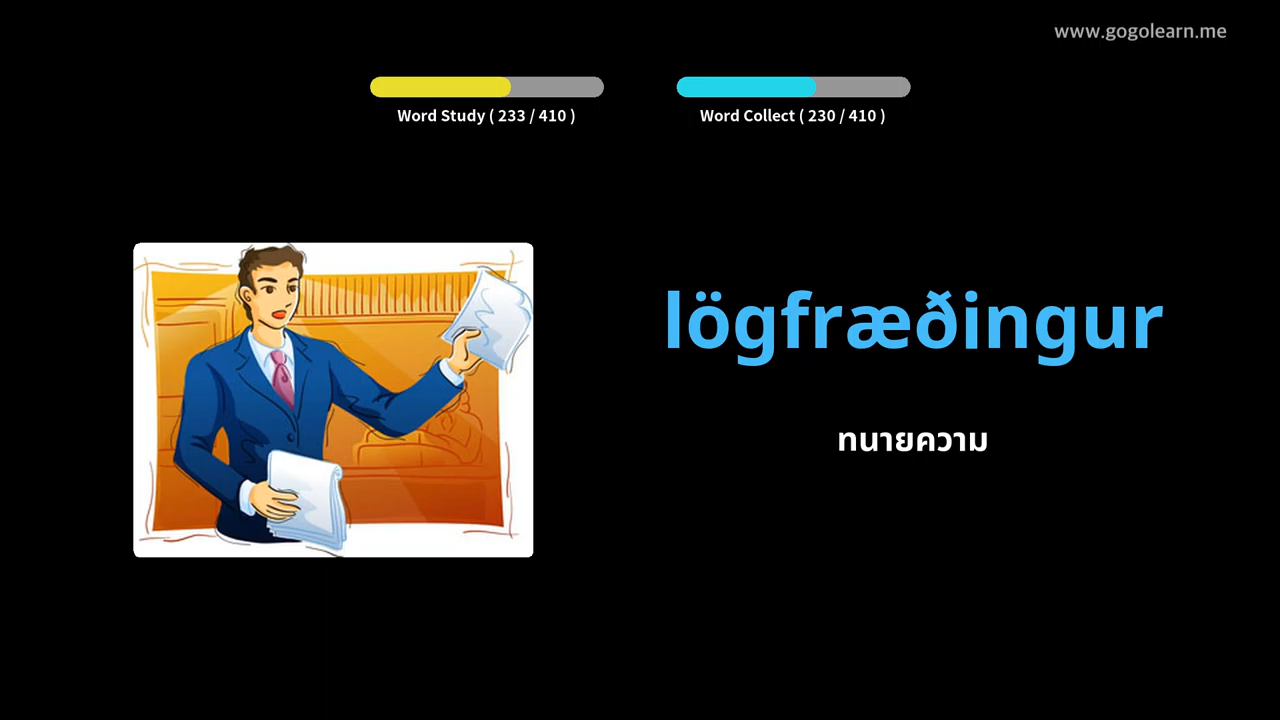 www.gogolearn.me
Word Study ( 233 / 410 )
Word Collect ( 230 / 410 )
lögfræðingur
ทนายความ